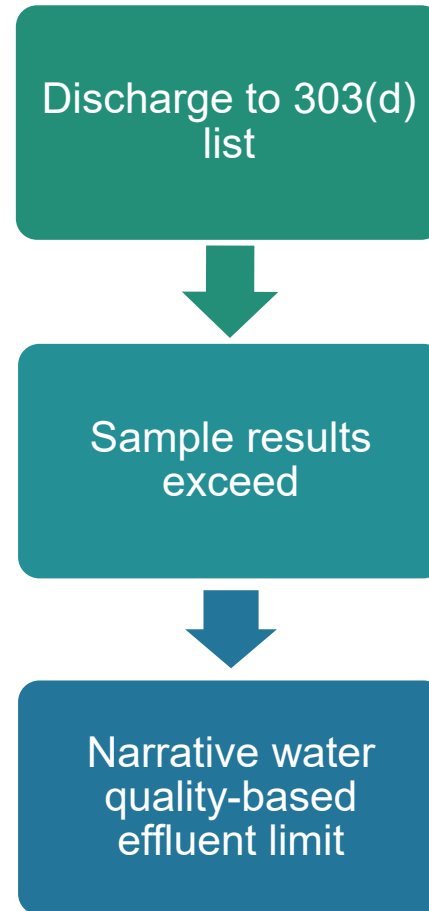 Discharge to 303(d)
list
Sample results
exceed
Narrative water
quality-based
effluent limit